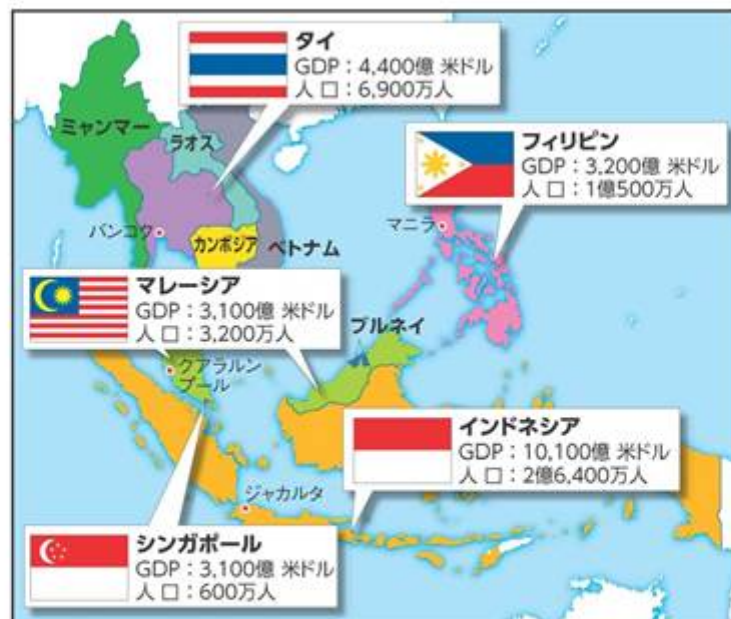 タイ
GDP：4,400億 米ドル
人口：6,900万人
ミャンマー
ラオス
フィリピン
GDP：3,200億 米ドル
人口：1億500万人
バンコク
マニラ
カンボジア
ベトナム
マレーシア
GDP：3,100億 米ドル
人口：3,200万人
ブルネイ
クアラルン
プール
インドネシア
GDP：10,100億 米ドル
人口：2億6,400万人
ジャカルタ
シンガポール
GDP：3,100億 米ドル
人口：600万人